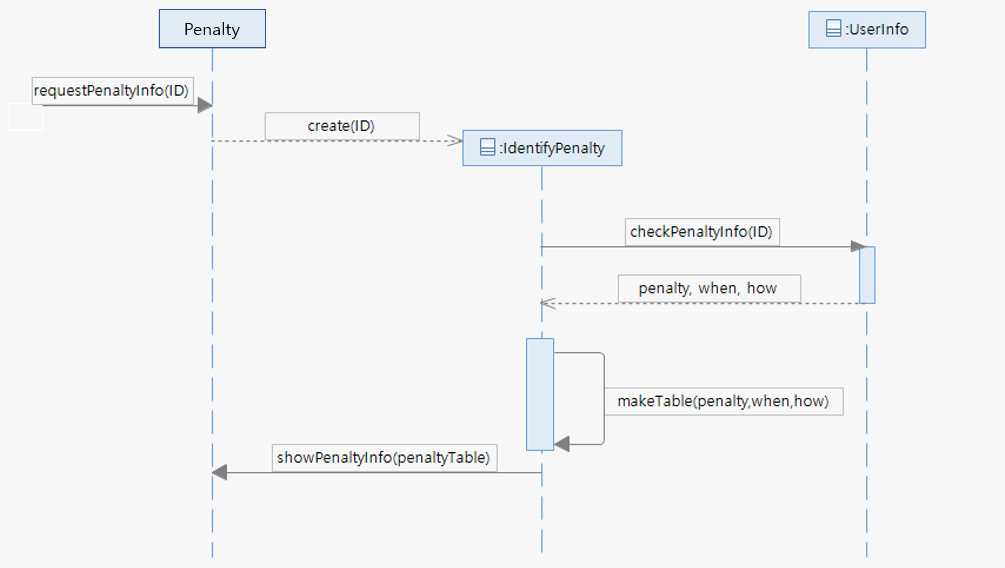 Penalty
:UserInfo
requestPenaltyInfo(ID)
create(ID)
:IdentifyPenalty
checkPenaltyInfo(ID)
penalty, when, how
makeTable(penalty,when,how)
showPenaltyInfo(penaltyTable)